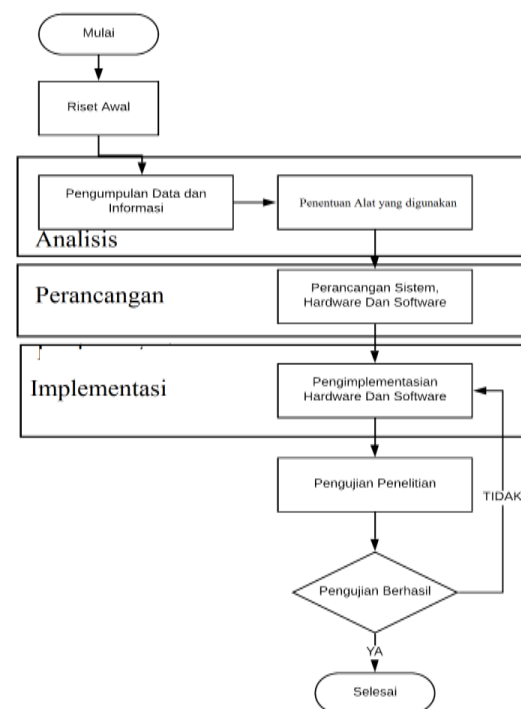 Mulai
Riset Awal
Pengumpulan Data dan
Informasi
Penentuan Alat yang digunakan
Analisis
Perancangan
Perancangan Sistem,
Hardware Dan Software
Implementasi
Pengimplementasian
Hardware Dan Software
Pengujian Penelitian
TIDAK
Pengujian Berhasil
YA
Selesai